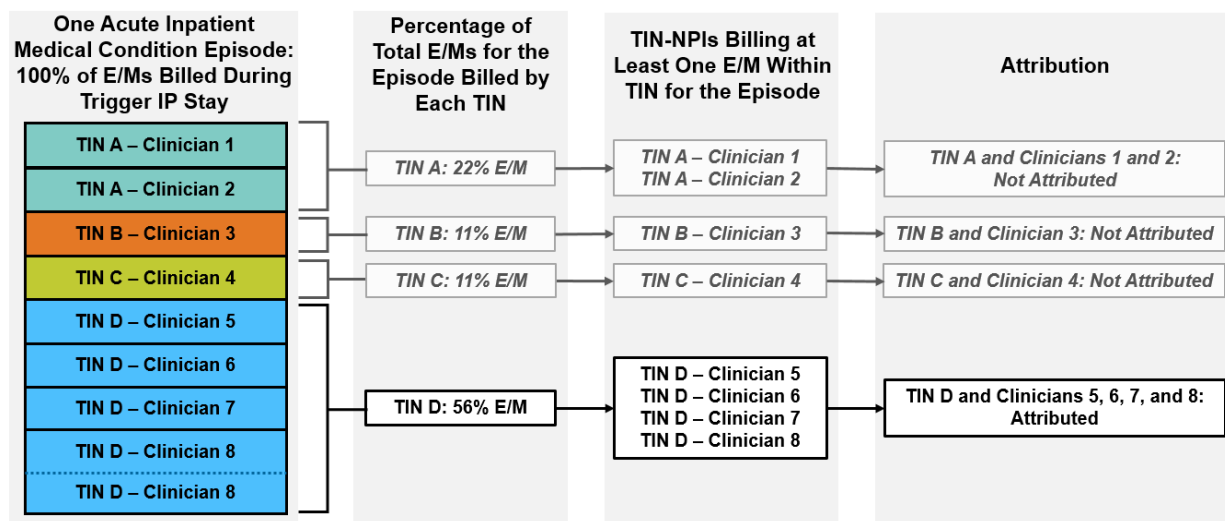 One Acute Inpatient
Medical Condition Episode:
100% of E/Ms Billed During
Trigger IP Stay
TIN A – Clinician 1
TIN A – Clinician 2
TIN B – Clinician 3
TIN C – Clinician 4
TIN D – Clinician 5
TIN D – Clinician 6
TIN D – Clinician 7
TIN D – Clinician 8
TIN D – Clinician 8
Percentage of
Total E/Ms for the
Episode Billed by
Each TIN
TIN A: 22% E/M
TIN B: 11% E/M
TIN C: 11% E/M
TIN D: 56% E/M
TIN-NPIs Billing at
Least One E/M Within
TIN for the Episode
TIN A – Clinician 1
TIN A – Clinician 2
TIN B – Clinician 3
TIN C – Clinician 4
TIN D – Clinician 5
TIN D – Clinician 6
TIN D – Clinician 7
TIN D – Clinician 8
Attribution
TIN A and Clinicians 1 and 2:
Not Attributed
TIN B and Clinician 3: Not Attributed
TIN C and Clinician 4: Not Attributed
TIN D and Clinicians 5, 6, 7, and 8:
Attributed